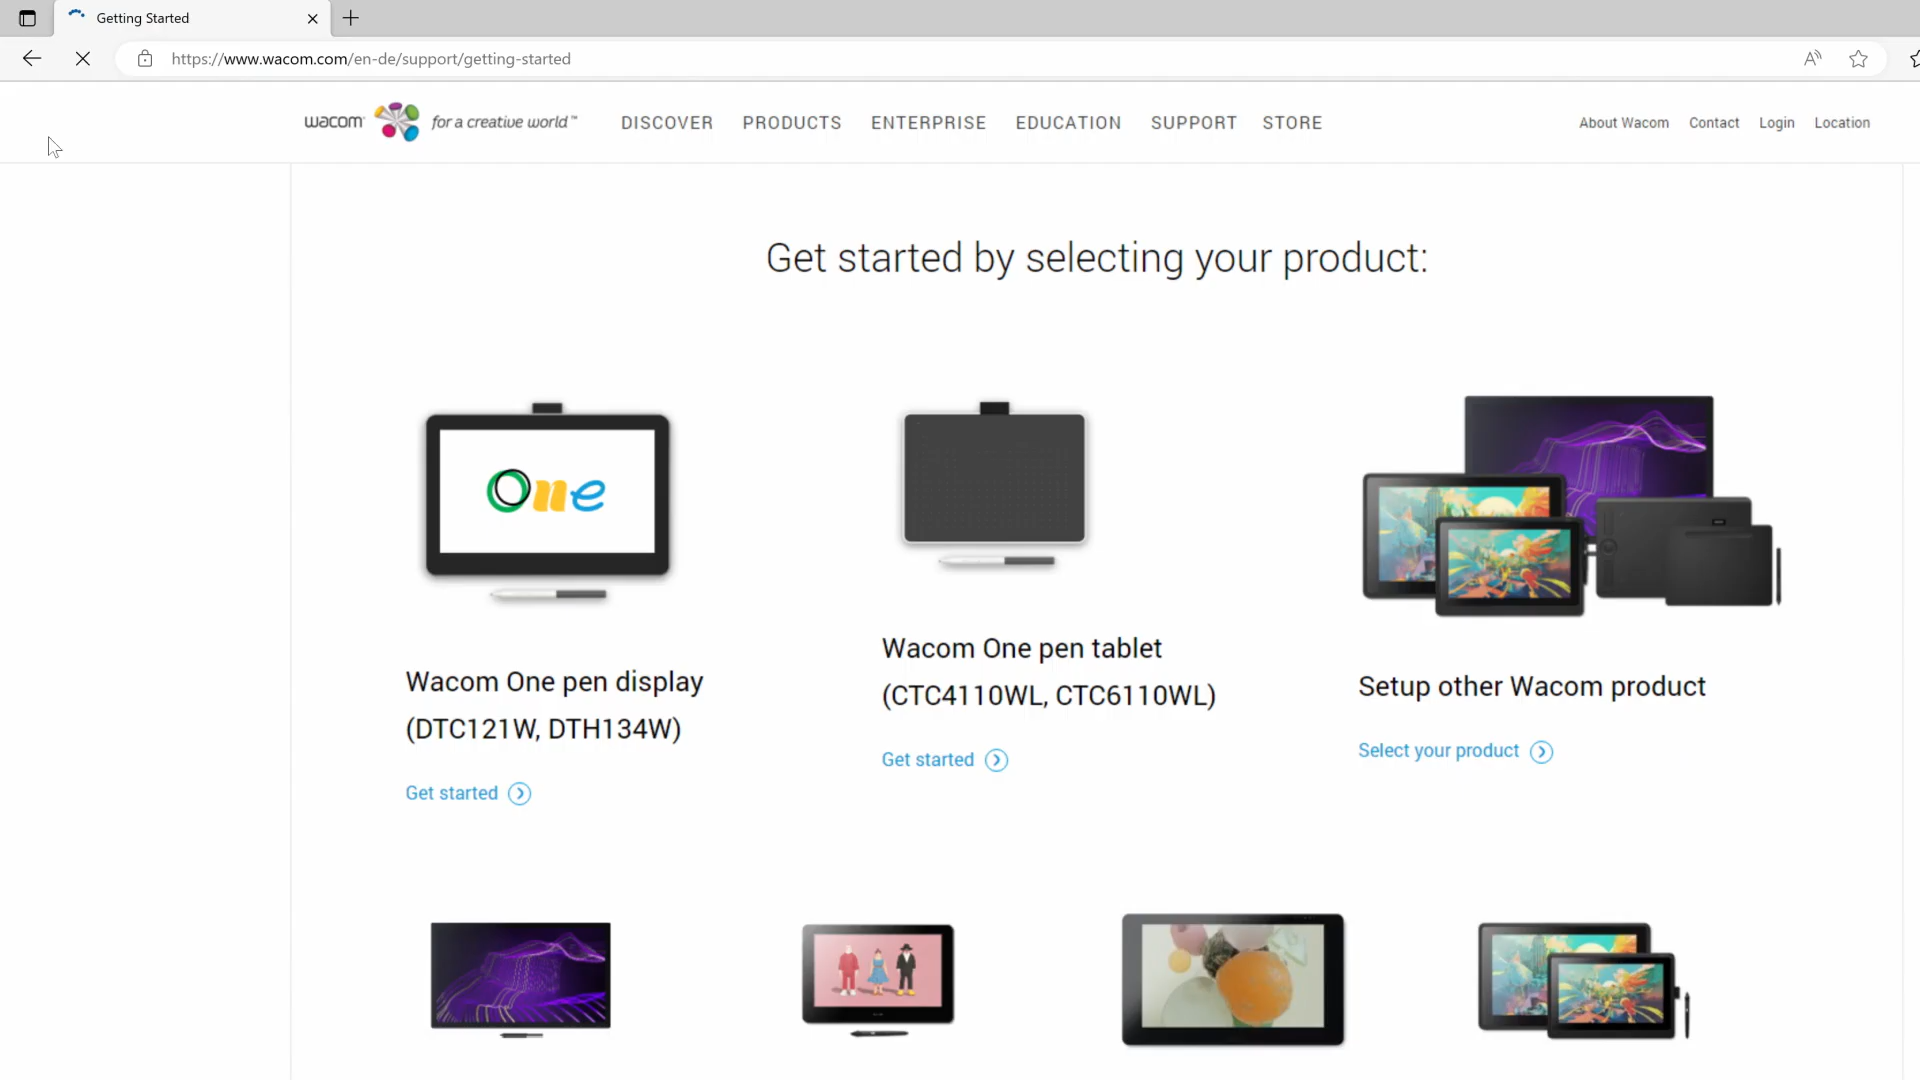 Getting Started
https://www.wacom.com/en-de/support/getting-started
wacom for a creative world™ DISCOVER PRODUCTS ENTERPRISE EDUCATION SUPPORT STORE About Wacom Contact Login Location
Get started by selecting your product:
One
Wacom One pen display
(DTC121W, DTH134W)
Get started
Wacom One pen tablet
(CTC4110WL, CTC6110WL)
Get started
Setup other Wacom product
Select your product